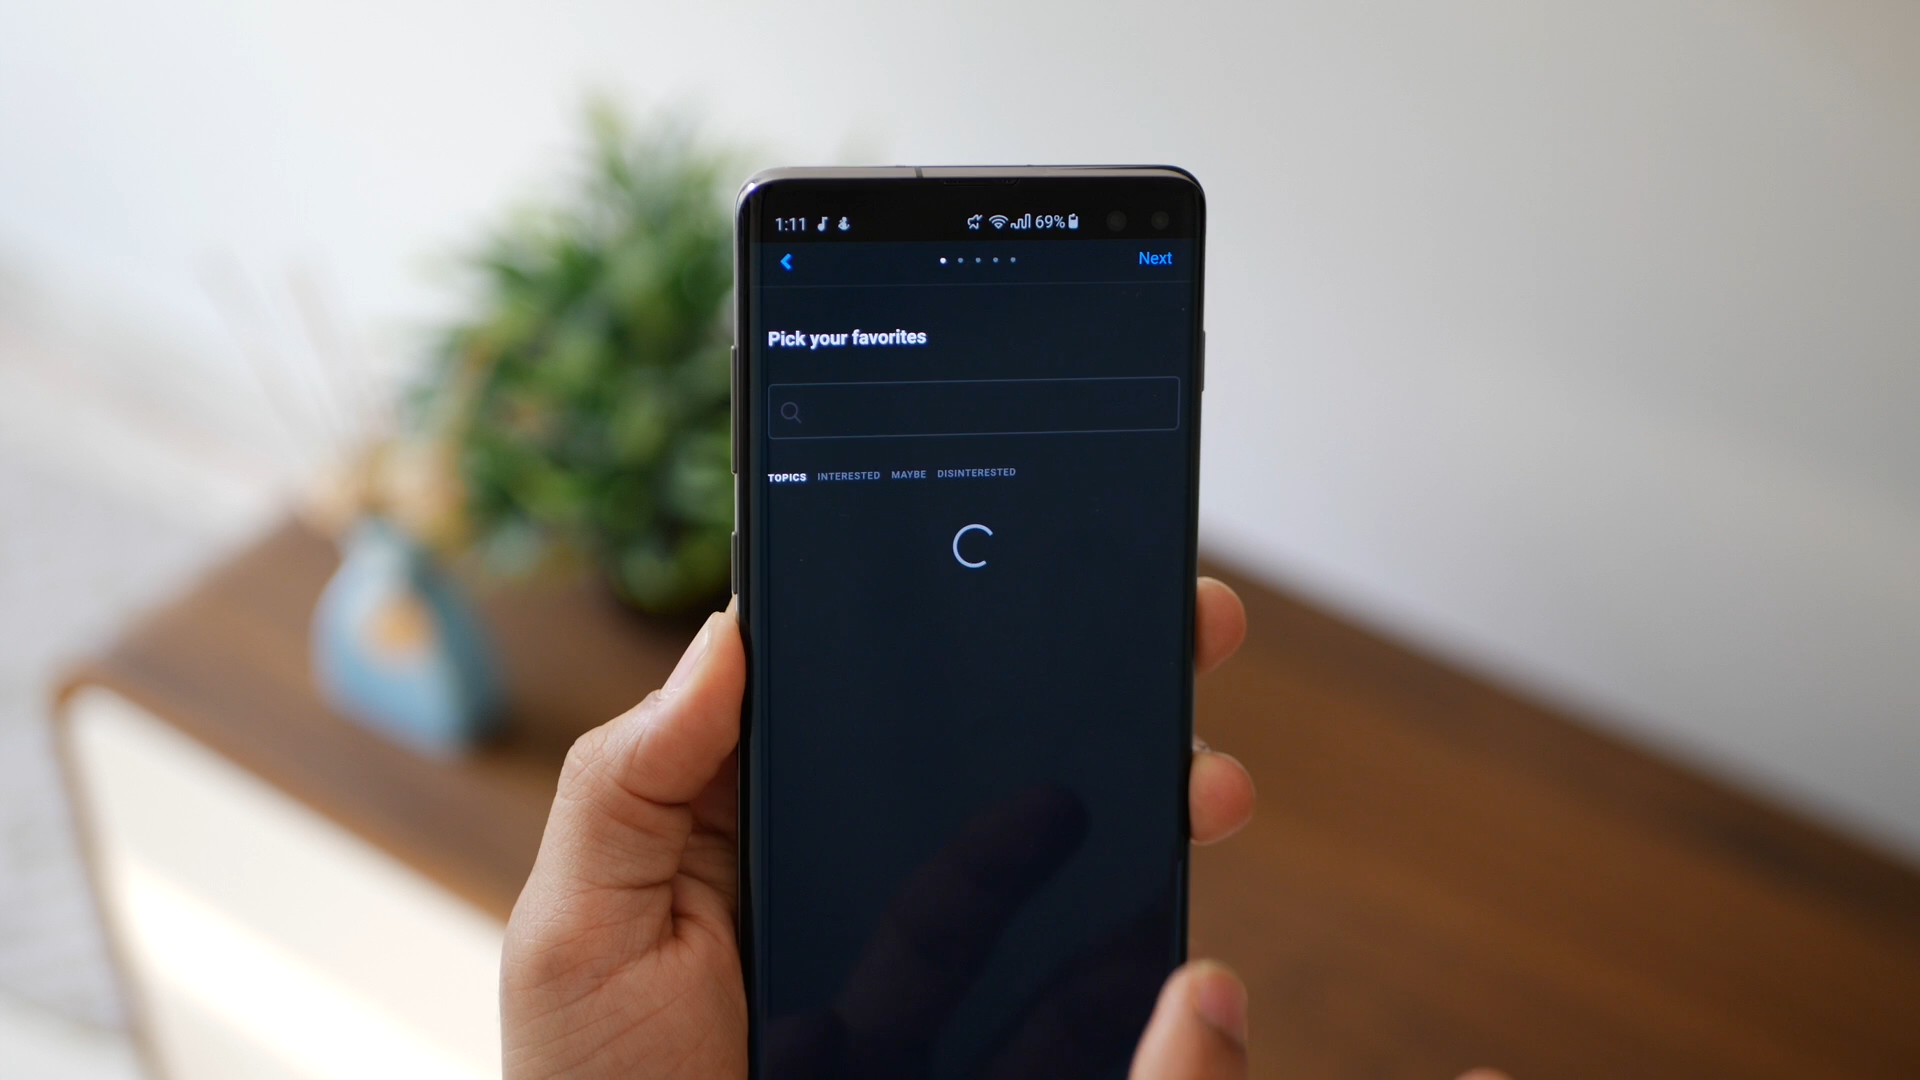 1:11 69%
Next
Pick your favorites
TOPICS INTERESTED MAYBE DISINTERESTED